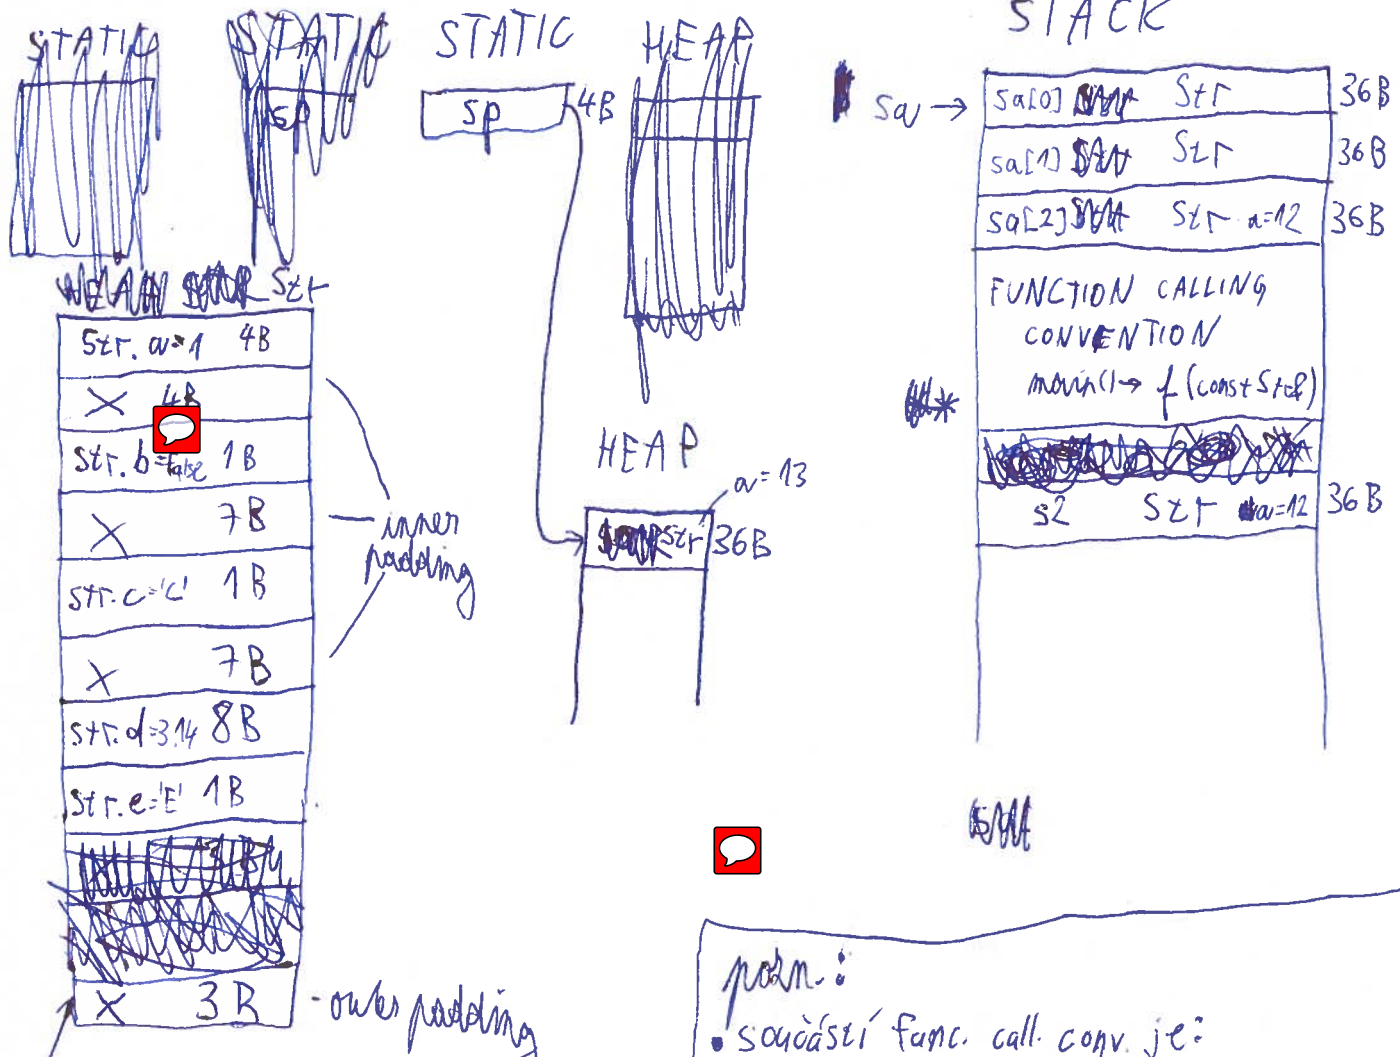 STATIC
STATIC
sp
STATIC
sp 4B
HEAP
STACK
sa → sa[0] Str 36B
sa[1] Str 36B
sa[2] Str a=12 36B
FUNCTION CALLING
CONVENTION
main() → f(const Str&)
*
s2 Str a=12 36B
Str
Str. a=1 4B
X 4B
str. b=false 1B
X 7B
str. c='C' 1B
X 7B
str. d=3.14 8B
str. e='E' 1B
X 3B
inner
padding
- outer padding
HEAP
a=13
Str 36B
pozn.:
• součástí func. call. conv. je: